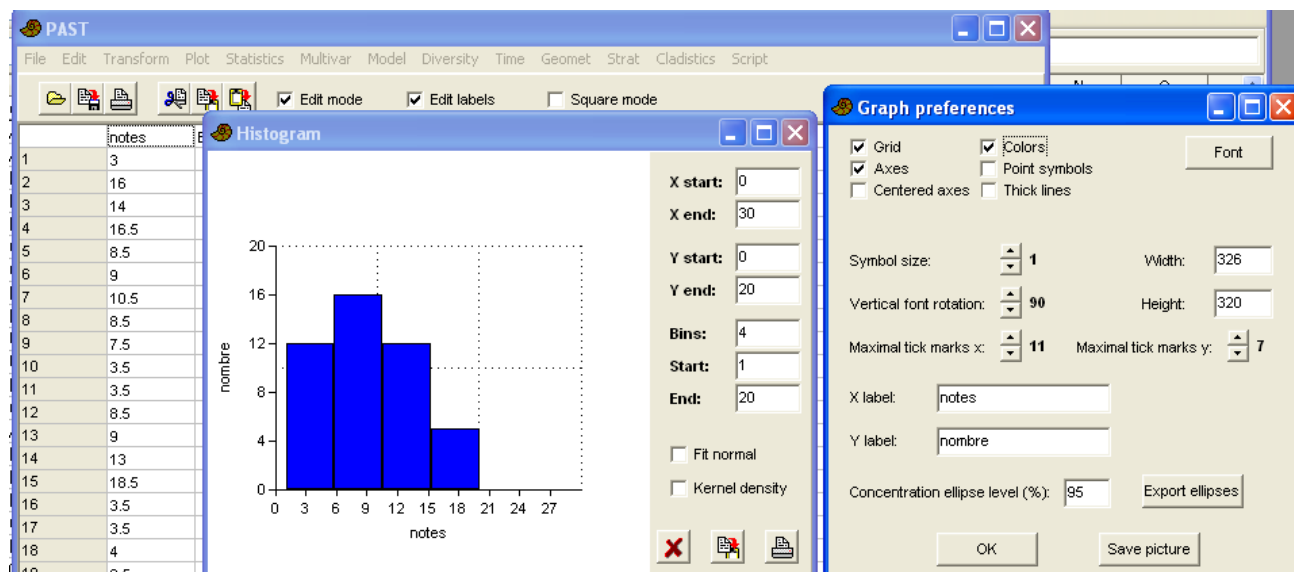 PAST
File Edit Transform Plot Statistics Multivar Model Diversity Time Geomet Strat Cladistics Script
Edit mode Edit labels Square mode
notes
1 3
2 16
3 14
4 16.5
5 8.5
6 9
7 10.5
8 8.5
9 7.5
10 3.5
11 3.5
12 8.5
13 9
14 13
15 18.5
16 3.5
17 3.5
18 4
Histogram
X start: 0
X end: 30
Y start: 0
Y end: 20
Bins: 4
Start: 1
End: 20
Fit normal
Kernel density
20
16
12
8
4
0
nombre
0 3 6 9 12 15 18 21 24 27
notes
Graph preferences
Grid Colors Font
Axes Point symbols
Centered axes Thick lines
Symbol size: 1 Width: 326
Vertical font rotation: 90 Height: 320
Maximal tick marks x: 11 Maximal tick marks y: 7
X label: notes
Y label: nombre
Concentration ellipse level (%): 95 Export ellipses
OK Save picture